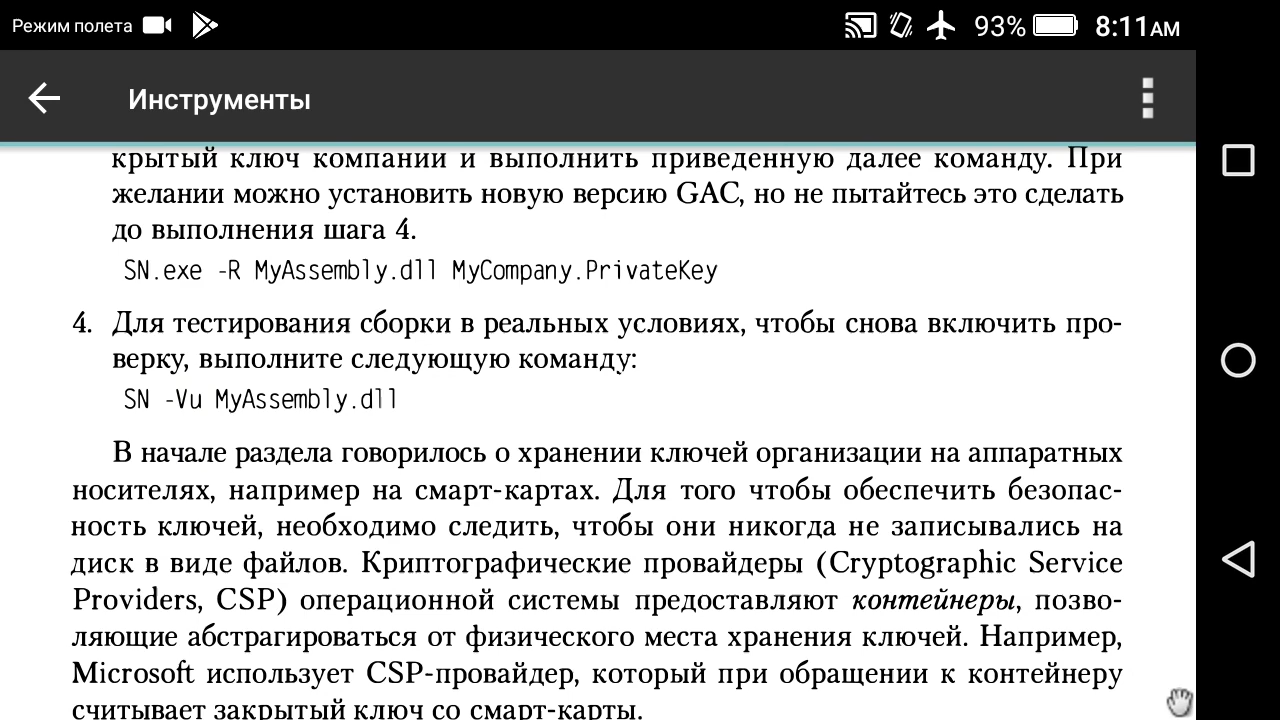 Режим полета
93%
8:11AM
Инструменты
крытый ключ компании и выполнить приведенную далее команду. При
желании можно установить новую версию GAC, но не пытайтесь это сделать
до выполнения шага 4.
SN.exe -R MyAssembly.dll MyCompany.PrivateKey
4. Для тестирования сборки в реальных условиях, чтобы снова включить про-
верку, выполните следующую команду:
SN -Vu MyAssembly.dll
В начале раздела говорилось о хранении ключей организации на аппаратных
носителях, например на смарт-картах. Для того чтобы обеспечить безопас-
ность ключей, необходимо следить, чтобы они никогда не записывались на
диск в виде файлов. Криптографические провайдеры (Cryptographic Service
Providers, CSP) операционной системы предоставляют контейнеры, позво-
ляющие абстрагироваться от физического места хранения ключей. Например,
Microsoft использует CSP-провайдер, который при обращении к контейнеру
считывает закрытый ключ со смарт-карты.